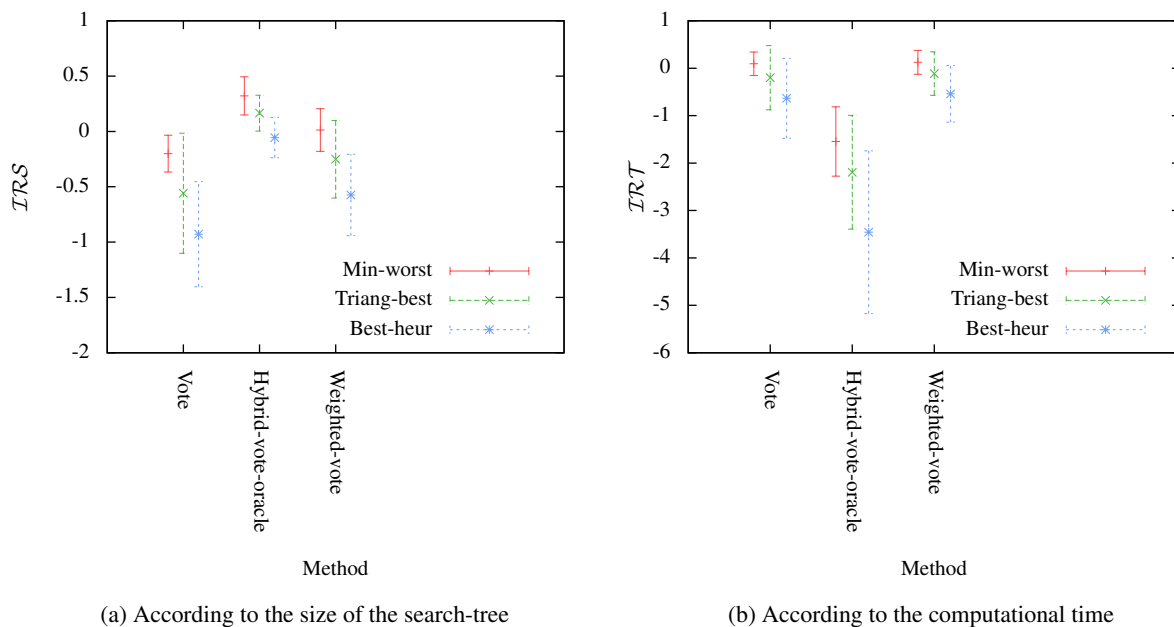 1
0.5
0
-0.5
-1
-1.5
-2
IRS
Min-worst
Triang-best
Best-heur
Vote
Hybrid-vote-oracle
Weighted-vote
Method
(a) According to the size of the search-tree
1
0
-1
-2
-3
-4
-5
-6
IRT
Min-worst
Triang-best
Best-heur
Vote
Hybrid-vote-oracle
Weighted-vote
Method
(b) According to the computational time